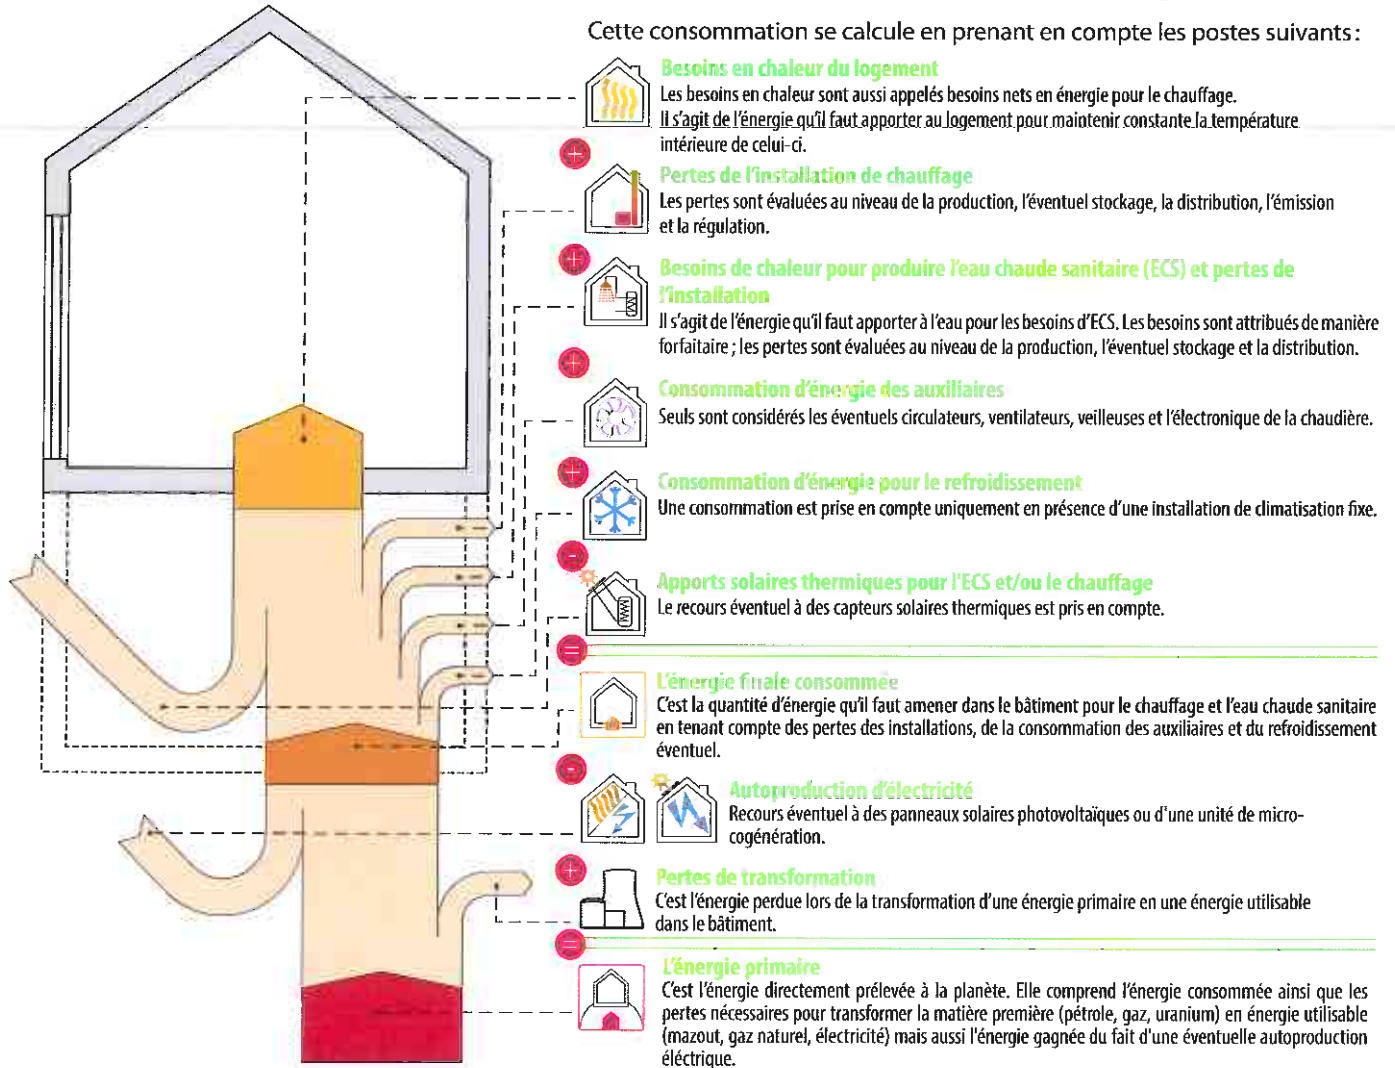 Cette consommation se calcule en prenant en compte les postes suivants :
Besoins en chaleur du logement
Les besoins en chaleur sont aussi appelés besoins nets en énergie pour le chauffage.
Il s'agit de l'énergie qu'il faut apporter au logement pour maintenir constante la température
intérieure de celui-ci.
+
Pertes de l'installation de chauffage
Les pertes sont évaluées au niveau de la production, l'éventuel stockage, la distribution, l'émission
et la régulation.
+
Besoins de chaleur pour produire l'eau chaude sanitaire (ECS) et pertes de
l'installation
Il s'agit de l'énergie qu'il faut apporter à l'eau pour les besoins d'ECS. Les besoins sont attribués de manière
forfaitaire ; les pertes sont évaluées au niveau de la production, l'éventuel stockage et la distribution.
+
Consommation d'énergie des auxiliaires
Seuls sont considérés les éventuels circulateurs, ventilateurs, veilleuses et l'électronique de la chaudière.
+
Consommation d'énergie pour le refroidissement
Une consommation est prise en compte uniquement en présence d'une installation de climatisation fixe.
-
Apports solaires thermiques pour l'ECS et/ou le chauffage
Le recours éventuel à des capteurs solaires thermiques est pris en compte.
=
L'énergie finale consommée
C'est la quantité d'énergie qu'il faut amener dans le bâtiment pour le chauffage et l'eau chaude sanitaire
en tenant compte des pertes des installations, de la consommation des auxiliaires et du refroidissement
éventuel.
-
Autoproduction d'électricité
Recours éventuel à des panneaux solaires photovoltaïques ou d'une unité de micro-
cogénération.
+
Pertes de transformation
C'est l'énergie perdue lors de la transformation d'une énergie primaire en une énergie utilisable
dans le bâtiment.
=
L'énergie primaire
C'est l'énergie directement prélevée à la planète. Elle comprend l'énergie consommée ainsi que les
pertes nécessaires pour transformer la matière première (pétrole, gaz, uranium) en énergie utilisable
(mazout, gaz naturel, électricité) mais aussi l'énergie gagnée du fait d'une éventuelle autoproduction
éléctrique.